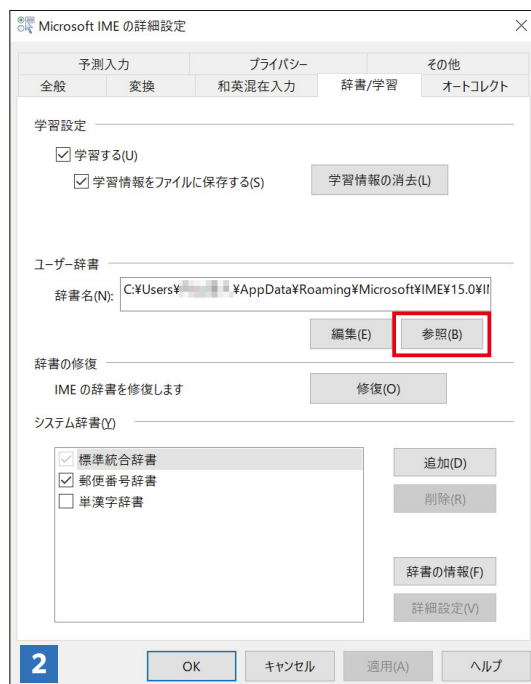 Microsoft IME の詳細設定
予測入力 プライバシー その他
全般 変換 和英混在入力 辞書/学習 オートコレクト
学習設定
学習する(U)
学習情報をファイルに保存する(S) 学習情報の消去(L)
ユーザー辞書
辞書名(N): C:¥Users¥ ¥AppData¥Roaming¥Microsoft¥IME¥15.0¥
編集(E) 参照(B)
辞書の修復
IME の辞書を修復します 修復(O)
システム辞書(Y)
標準統合辞書 追加(D)
郵便番号辞書
単漢字辞書 削除(R)
辞書の情報(F)
詳細設定(V)
2 OK キャンセル 適用(A) ヘルプ